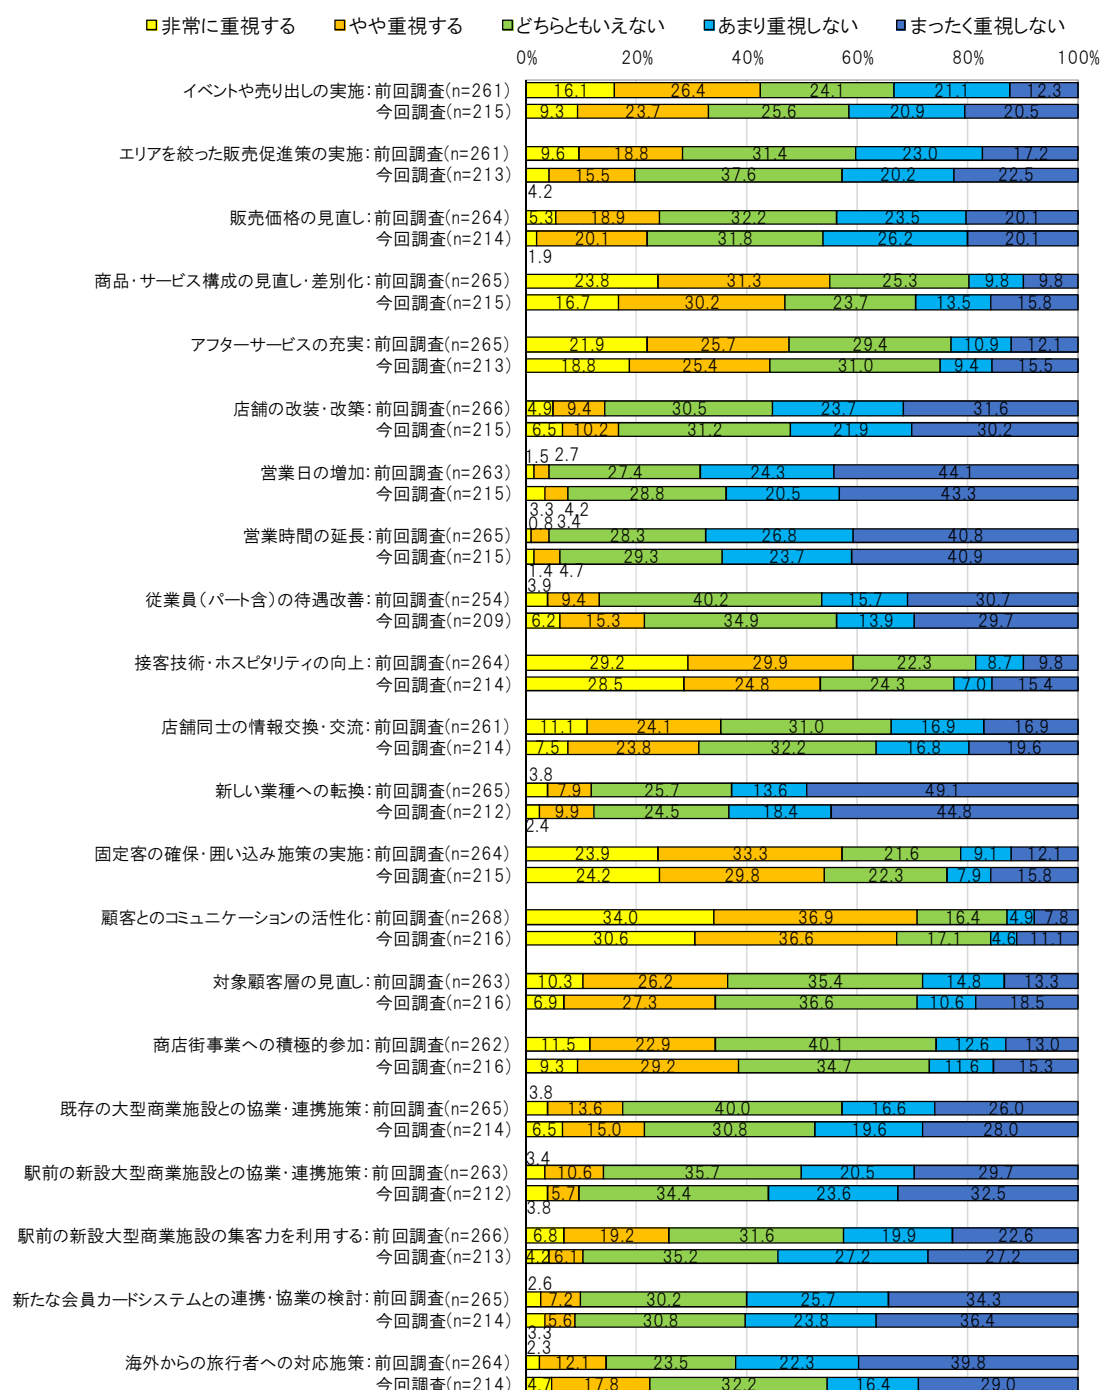 非常に重視する やや重視する どちらともいえない あまり重視しない まったく重視しない
0% 20% 40% 60% 80% 100%
イベントや売り出しの実施:前回調査(n=261) 16.1 26.4 24.1 21.1 12.3
今回調査(n=215) 9.3 23.7 25.6 20.9 20.5
エリアを絞った販売促進策の実施:前回調査(n=261) 9.6 18.8 31.4 23.0 17.2
今回調査(n=213) 15.5 37.6 20.2 22.5
4.2
販売価格の見直し:前回調査(n=264) 5.3 18.9 32.2 23.5 20.1
今回調査(n=214) 20.1 31.8 26.2 20.1
1.9
商品・サービス構成の見直し・差別化:前回調査(n=265) 23.8 31.3 25.3 9.8 9.8
今回調査(n=215) 16.7 30.2 23.7 13.5 15.8
アフターサービスの充実:前回調査(n=265) 21.9 25.7 29.4 10.9 12.1
今回調査(n=213) 18.8 25.4 31.0 9.4 15.5
店舗の改装・改築:前回調査(n=266) 4.9 9.4 30.5 23.7 31.6
今回調査(n=215) 6.5 10.2 31.2 21.9 30.2
1.5 2.7
営業日の増加:前回調査(n=263) 27.4 24.3 44.1
今回調査(n=215) 28.8 20.5 43.3
3.3 4.2
0.8 3.4
営業時間の延長:前回調査(n=265) 28.3 26.8 40.8
今回調査(n=215) 29.3 23.7 40.9
1.4 4.7
3.9
従業員(パート含)の待遇改善:前回調査(n=254) 9.4 40.2 15.7 30.7
今回調査(n=209) 6.2 15.3 34.9 13.9 29.7
接客技術・ホスピタリティの向上:前回調査(n=264) 29.2 29.9 22.3 8.7 9.8
今回調査(n=214) 28.5 24.8 24.3 7.0 15.4
店舗同士の情報交換・交流:前回調査(n=261) 11.1 24.1 31.0 16.9 16.9
今回調査(n=214) 7.5 23.8 32.2 16.8 19.6
3.8
新しい業種への転換:前回調査(n=265) 7.9 25.7 13.6 49.1
今回調査(n=212) 9.9 24.5 18.4 44.8
2.4
固定客の確保・囲い込み施策の実施:前回調査(n=264) 23.9 33.3 21.6 9.1 12.1
今回調査(n=215) 24.2 29.8 22.3 7.9 15.8
顧客とのコミュニケーションの活性化:前回調査(n=268) 34.0 36.9 16.4 4.9 7.8
今回調査(n=216) 30.6 36.6 17.1 4.6 11.1
対象顧客層の見直し:前回調査(n=263) 10.3 26.2 35.4 14.8 13.3
今回調査(n=216) 6.9 27.3 36.6 10.6 18.5
商店街事業への積極的参加:前回調査(n=262) 11.5 22.9 40.1 12.6 13.0
今回調査(n=216) 9.3 29.2 34.7 11.6 15.3
3.8
既存の大型商業施設との協業・連携施策:前回調査(n=265) 13.6 40.0 16.6 26.0
今回調査(n=214) 6.5 15.0 30.8 19.6 28.0
3.4
駅前の新設大型商業施設との協業・連携施策:前回調査(n=263) 10.6 35.7 20.5 29.7
今回調査(n=212) 5.7 34.4 23.6 32.5
3.8
駅前の新設大型商業施設の集客力を利用する:前回調査(n=266) 6.8 19.2 31.6 19.9 22.6
今回調査(n=213) 4.2 6.1 35.2 27.2 27.2
2.6
新たな会員カードシステムとの連携・協業の検討:前回調査(n=265) 7.2 30.2 25.7 34.3
今回調査(n=214) 5.6 30.8 23.8 36.4
3.3
2.3
海外からの旅行者への対応施策:前回調査(n=264) 12.1 23.5 22.3 39.8
今回調査(n=214) 4.7 17.8 32.2 16.4 29.0